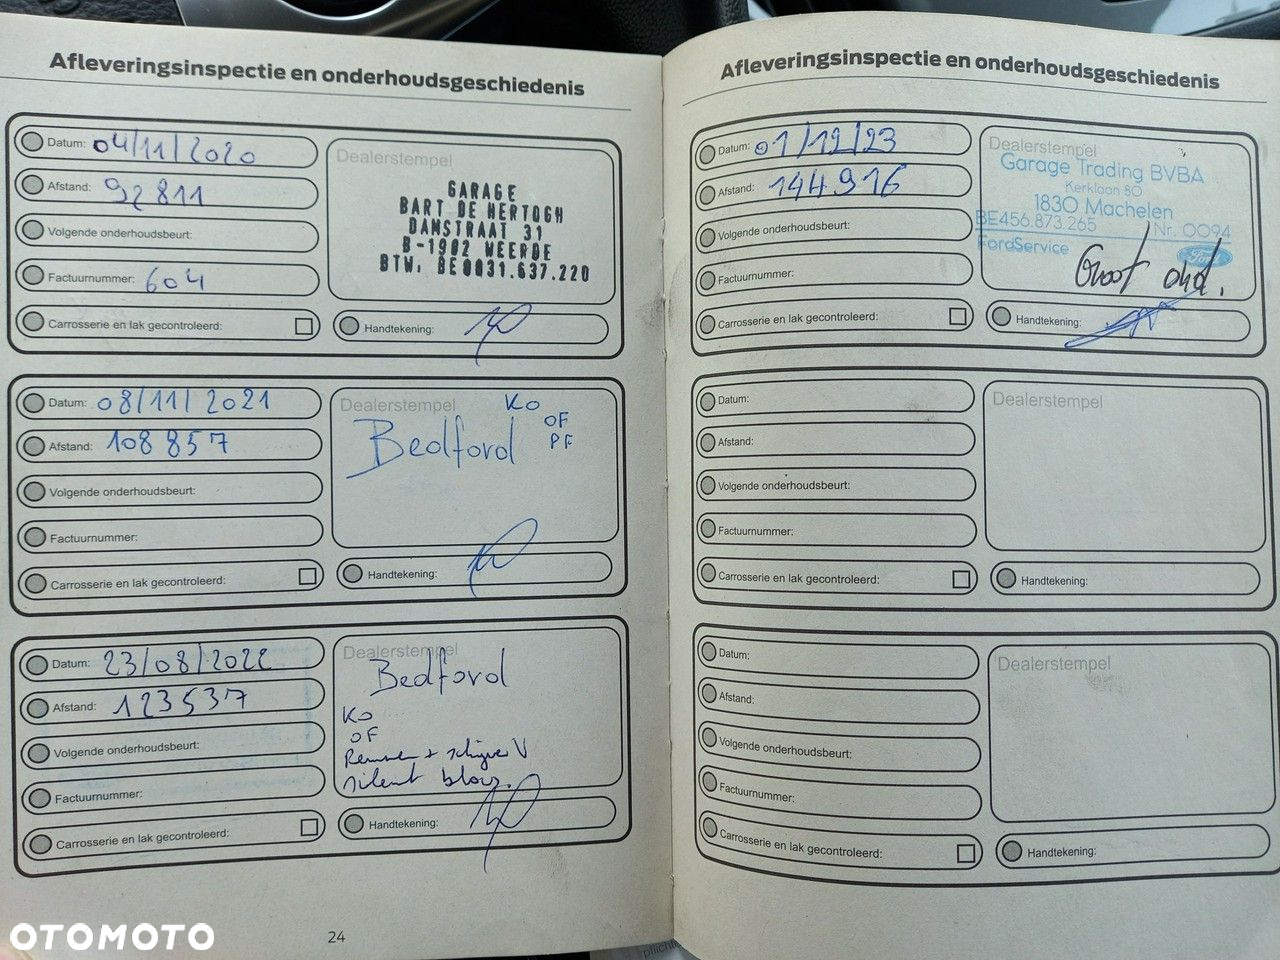 Afleveringsinspectie en onderhoudsgeschiedenis
Datum: 04/11/2020
Afstand: 92811
Volgende onderhoudsbeurt:
Factuurnummer: 604
Carrosserie en lak gecontroleerd:
Dealerstempel
GARAGE
BART DE HERTOGH
DAMSTRAAT 31
B-1982 WEERDE
BTW. BE0031.637.220
Handtekening:
Datum: 08/11/2021
Afstand: 108857
Volgende onderhoudsbeurt:
Factuurnummer:
Carrosserie en lak gecontroleerd:
Dealerstempel
KO
OF
PF
Bedford
Handtekening:
Datum: 23/08/2022
Afstand: 123537
Volgende onderhoudsbeurt:
Factuurnummer:
Carrosserie en lak gecontroleerd:
Dealerstempel
Bedford
KO
OF
Remmen + schijven V
silent blocs.
Handtekening:
24
Afleveringsinspectie en onderhoudsgeschiedenis
Datum: 01/12/23
Afstand: 144916
Volgende onderhoudsbeurt:
Factuurnummer:
Carrosserie en lak gecontroleerd:
Dealerstempel
Garage Trading BVBA
Kerklaan 80
1830 Machelen
BE456.873.265 Nr. 0094
FordService Ford
Groot ond.
Handtekening:
Datum:
Afstand:
Volgende onderhoudsbeurt:
Factuurnummer:
Carrosserie en lak gecontroleerd:
Dealerstempel
Handtekening:
Datum:
Afstand:
Volgende onderhoudsbeurt:
Factuurnummer:
Carrosserie en lak gecontroleerd:
Dealerstempel
Handtekening:
OTOMOTO